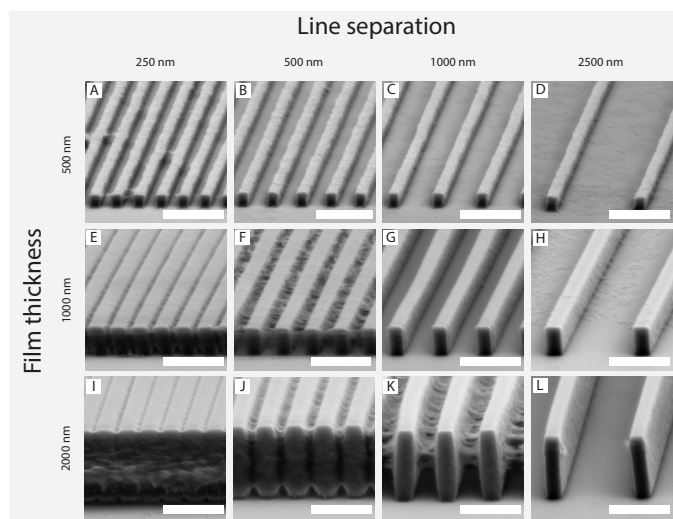 Line separation
250 nm
500 nm
1000 nm
2500 nm
Film thickness
500 nm
A
B
C
D
1000 nm
E
F
G
H
2000 nm
I
J
K
L